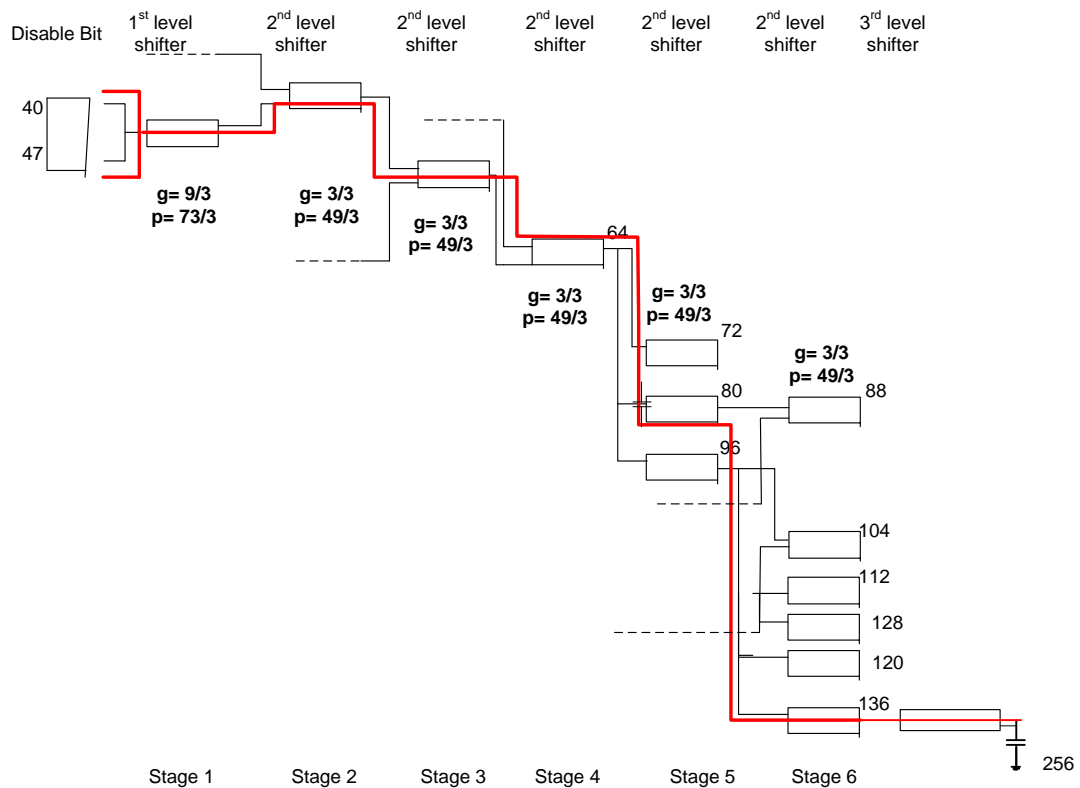 Disable Bit
1st level
shifter
2nd level
shifter
2nd level
shifter
2nd level
shifter
2nd level
shifter
2nd level
shifter
3rd level
shifter
40
47
g= 9/3
p= 73/3
g= 3/3
p= 49/3
g= 3/3
p= 49/3
64
g= 3/3
p= 49/3
g= 3/3
p= 49/3
72
g= 3/3
p= 49/3
80
88
96
104
112
128
120
136
256
Stage 1
Stage 2
Stage 3
Stage 4
Stage 5
Stage 6